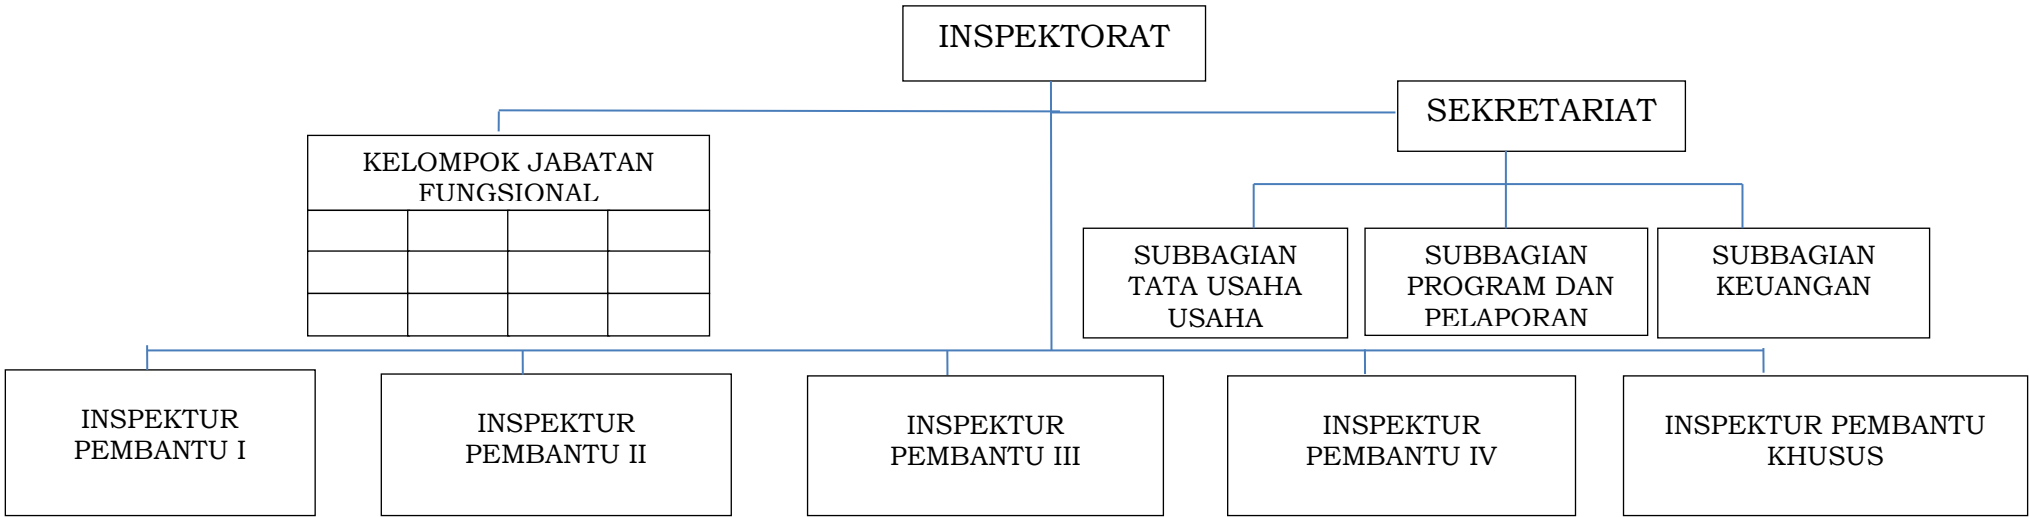 INSPEKTORAT
SEKRETARIAT
KELOMPOK JABATAN
FUNGSIONAL
SUBBAGIAN
TATA USAHA
USAHA
SUBBAGIAN
PROGRAM DAN
PELAPORAN
SUBBAGIAN
KEUANGAN
INSPEKTUR
PEMBANTU I
INSPEKTUR
PEMBANTU II
INSPEKTUR
PEMBANTU III
INSPEKTUR
PEMBANTU IV
INSPEKTUR PEMBANTU
KHUSUS